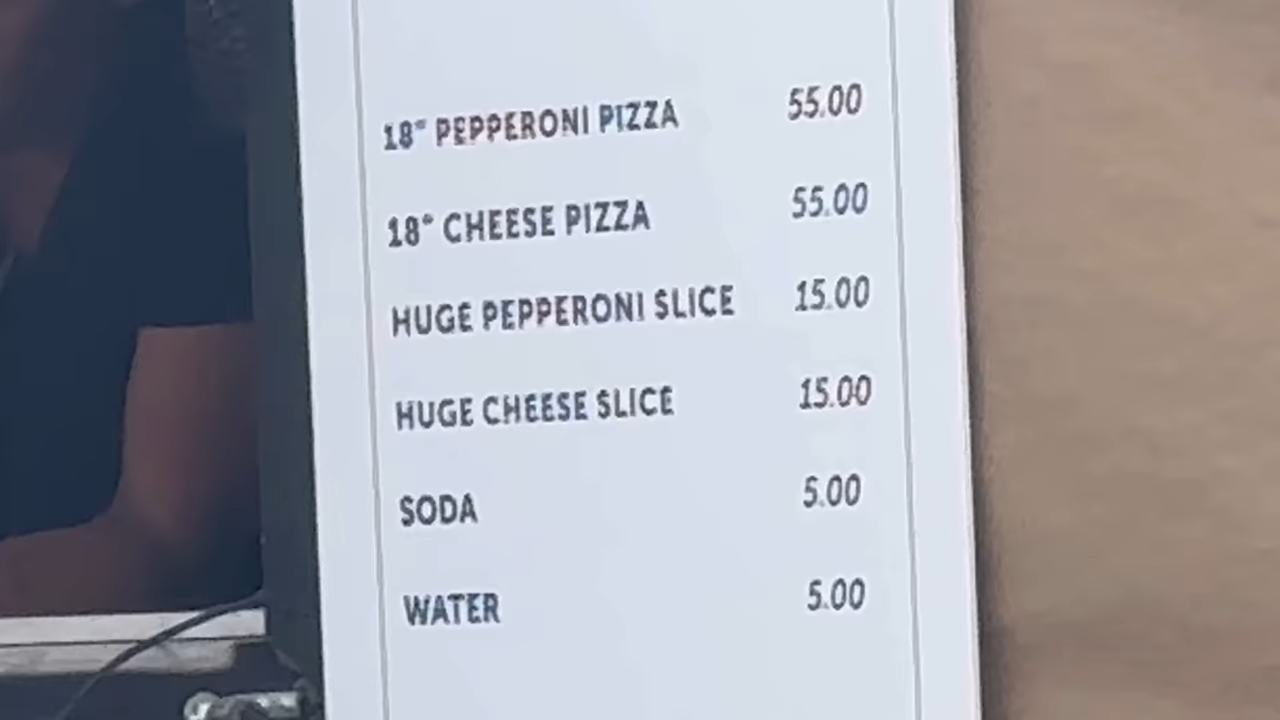 18" PEPPERONI PIZZA 55.00
18" CHEESE PIZZA 55.00
HUGE PEPPERONI SLICE 15.00
HUGE CHEESE SLICE 15.00
SODA 5.00
WATER 5.00